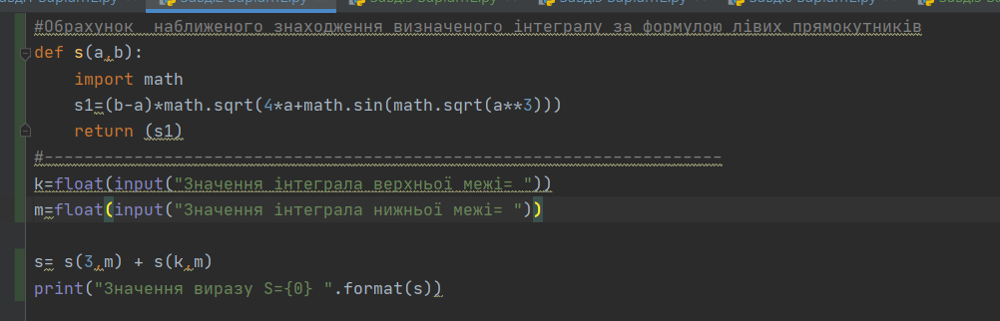 #Обрахунок  наближеного знаходження визначеного інтегралу за формулою лівих прямокутників
def s(a,b):
    import math
    s1=(b-a)*math.sqrt(4*a+math.sin(math.sqrt(a**3)))
    return (s1)
#--------------------------------------------------------------------
k=float(input("Значення інтеграла верхньої межі= "))
m=float(input("Значення інтеграла нижньої межі= "))
s= s(3,m) + s(k,m)
print("Значення виразу S={0} ".format(s))